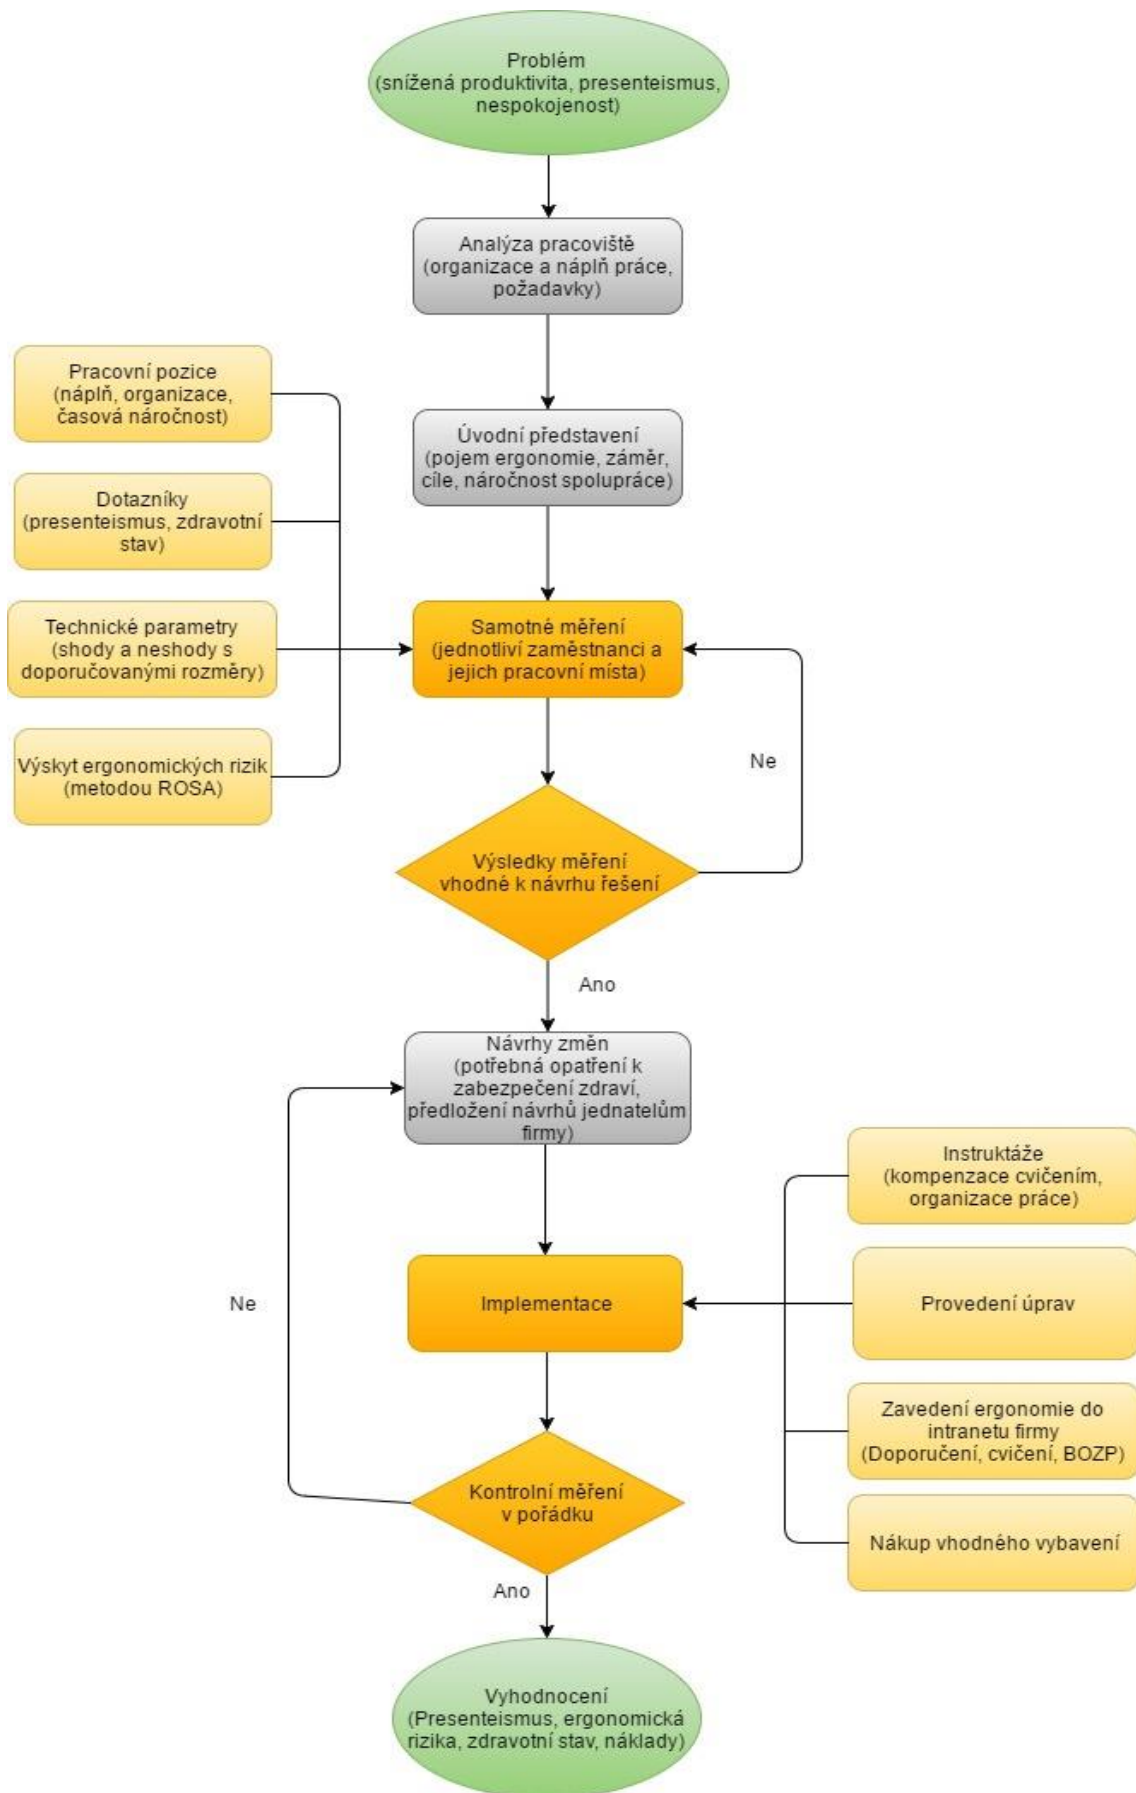 Problém
(snížená produktivita, presenteismus,
nespokojenost)
Analýza pracoviště
(organizace a náplň práce,
požadavky)
Pracovní pozice
(náplň, organizace,
časová náročnost)
Úvodní představení
(pojem ergonomie, záměr,
cíle, náročnost spolupráce)
Dotazníky
(presenteismus, zdravotní
stav)
Technické parametry
(shody a neshody s
doporučovanými rozměry)
Samotné měření
(jednotliví zaměstnanci a
jejich pracovní místa)
Výskyt ergonomických rizik
(metodou ROSA)
Ne
Výsledky měření
vhodné k návrhu řešení
Ano
Návrhy změn
(potřebná opatření k
zabezpečení zdraví,
předložení návrhů jednatelům
firmy)
Instruktáže
(kompenzace cvičením,
organizace práce)
Ne
Implementace
Provedení úprav
Zavedení ergonomie do
intranetu firmy
(Doporučení, cvičení, BOZP)
Kontrolní měření
v pořádku
Nákup vhodného vybavení
Ano
Vyhodnocení
(Presenteismus, ergonomická
rizika, zdravotní stav, náklady)